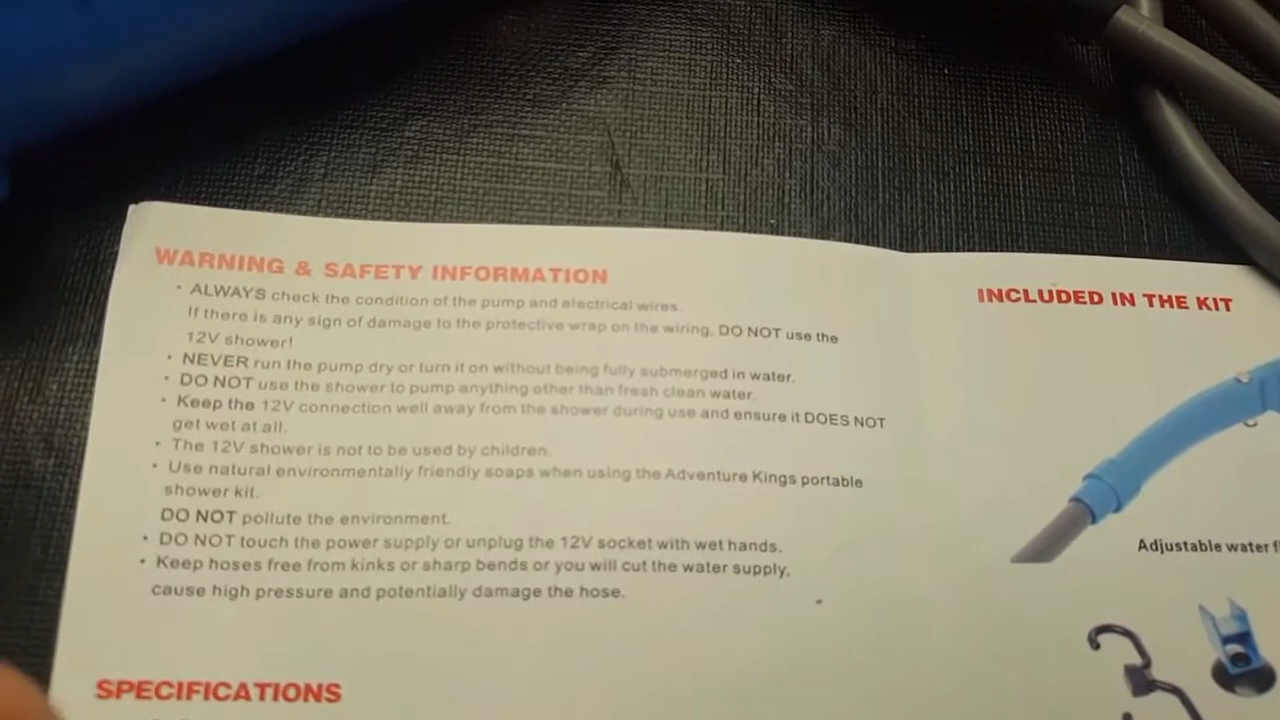 WARNING & SAFETY INFORMATION
• ALWAYS check the condition of the pump and electrical wires.
If there is any sign of damage to the protective wrap on the wiring, DO NOT use the
12V shower!
• NEVER run the pump dry or turn it on without being fully submerged in water.
• DO NOT use the shower to pump anything other than fresh clean water.
• Keep the 12V connection well away from the shower during use and ensure it DOES NOT
get wet at all.
• The 12V shower is not to be used by children.
• Use natural environmentally friendly soaps when using the Adventure Kings portable
shower kit.
DO NOT pollute the environment.
• DO NOT touch the power supply or unplug the 12V socket with wet hands.
• Keep hoses free from kinks or sharp bends or you will cut the water supply,
cause high pressure and potentially damage the hose.
SPECIFICATIONS
INCLUDED IN THE KIT
Adjustable water